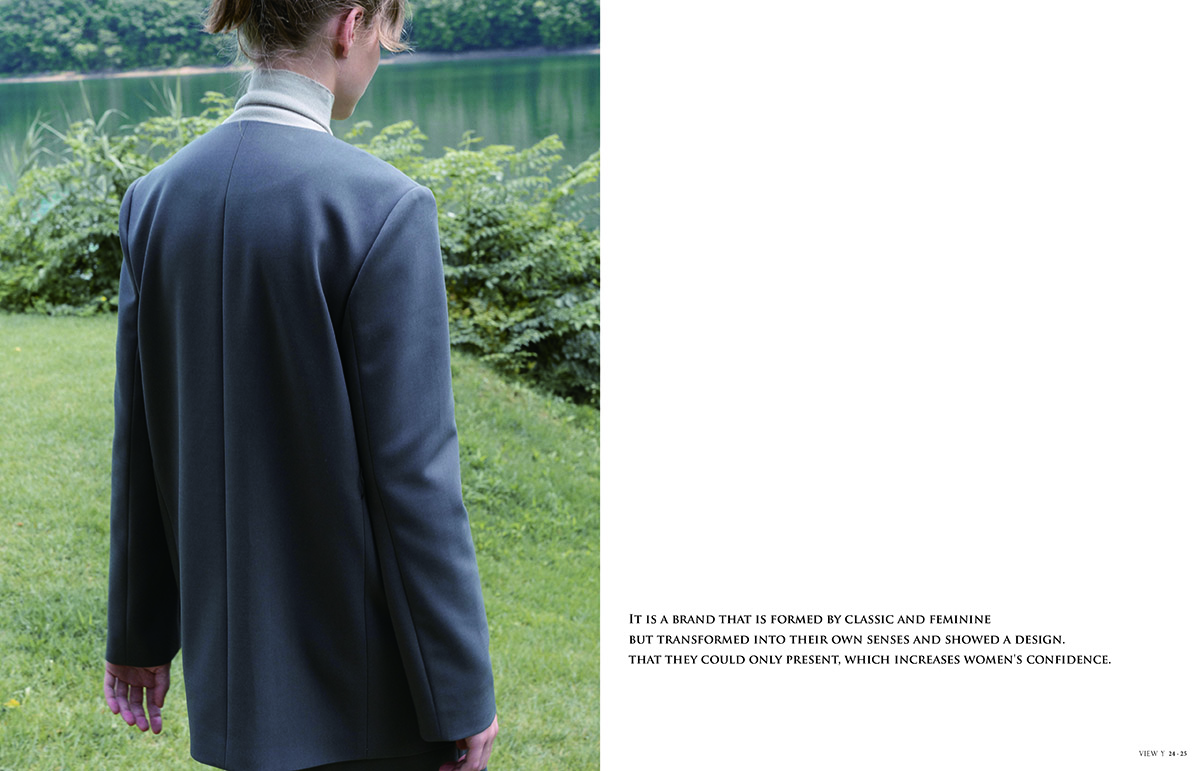 It is a brand that is formed by classic and feminine
but transformed into their own senses and showed a design.
that they could only present, which increases women's confidence.
VIEW Y 24 - 25